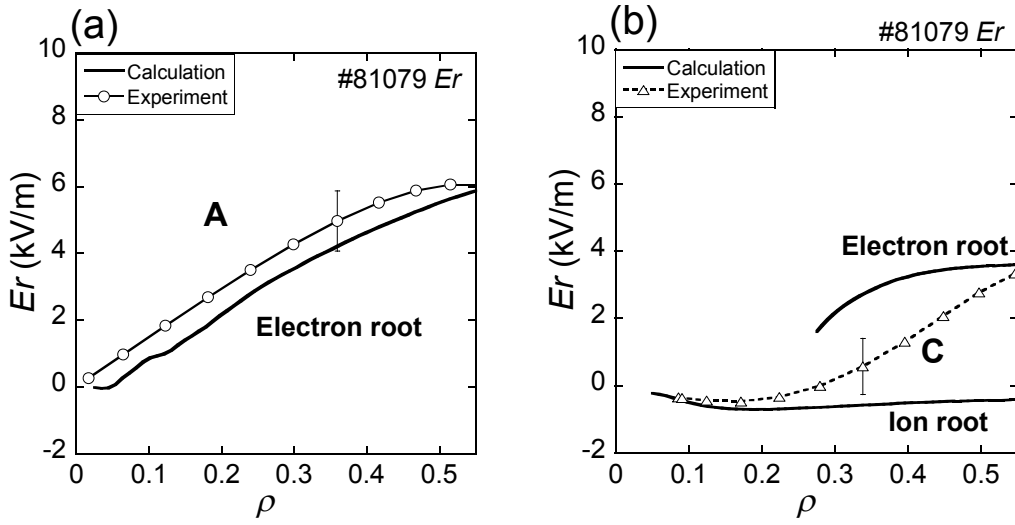 (a)
#81079 Er
Calculation
Experiment
10
8
6
4
2
0
-2
Er (kV/m)
A
Electron root
0 0.1 0.2 0.3 0.4 0.5
ρ
(b)
#81079 Er
Calculation
Experiment
10
8
6
4
2
0
-2
Er (kV/m)
Electron root
C
Ion root
0 0.1 0.2 0.3 0.4 0.5
ρ